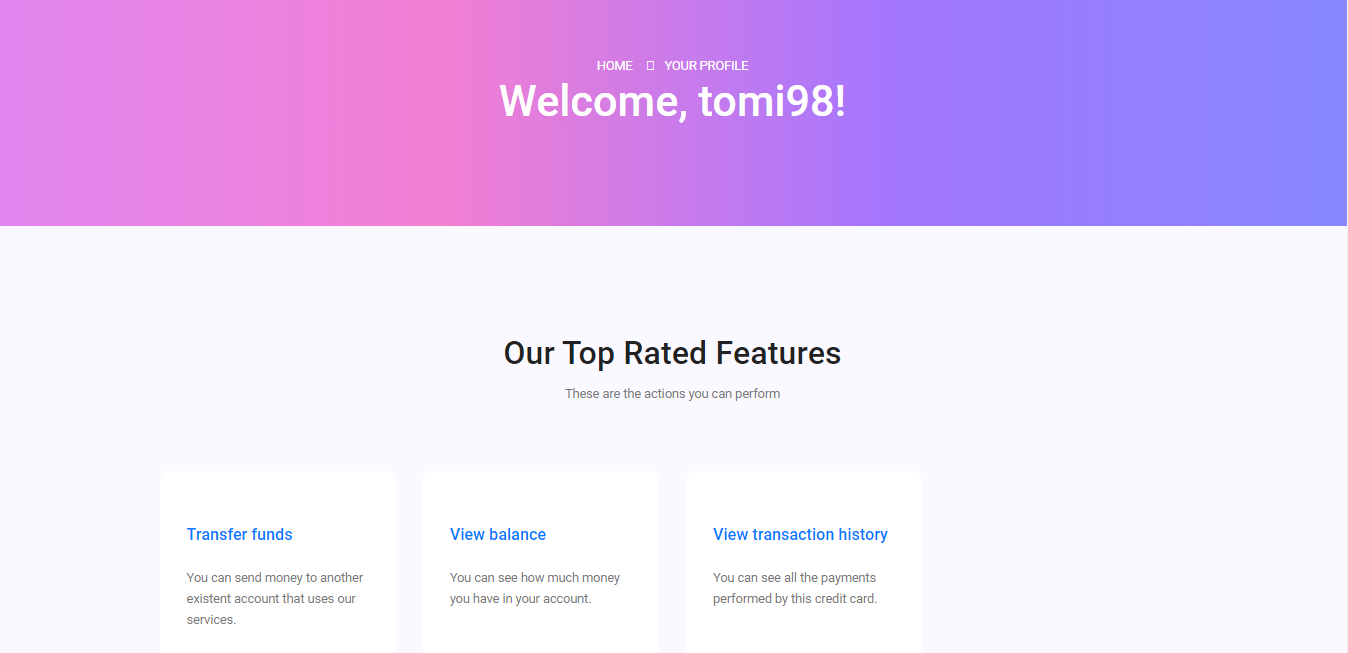 HOME YOUR PROFILE
Welcome, tomi98!
Our Top Rated Features
These are the actions you can perform
Transfer funds
You can send money to another
existent account that uses our
services.
View balance
You can see how much money
you have in your account.
View transaction history
You can see all the payments
performed by this credit card.